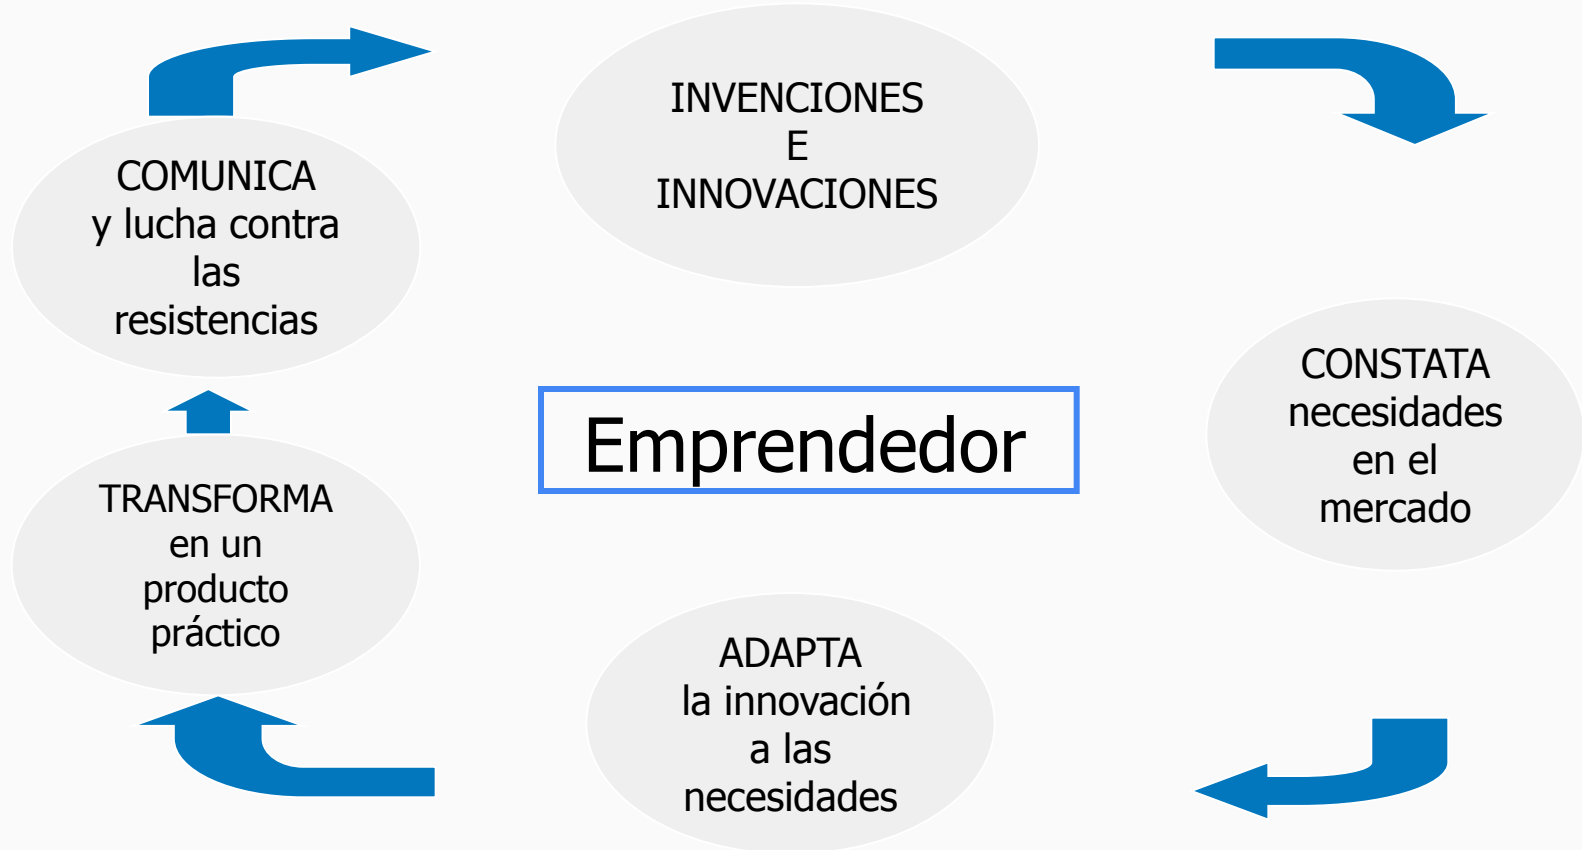 INVENCIONES
E
INNOVACIONES
COMUNICA
y lucha contra
las
resistencias
CONSTATA
necesidades
en el
mercado
Emprendedor
TRANSFORMA
en un
producto
práctico
ADAPTA
la innovación
a las
necesidades